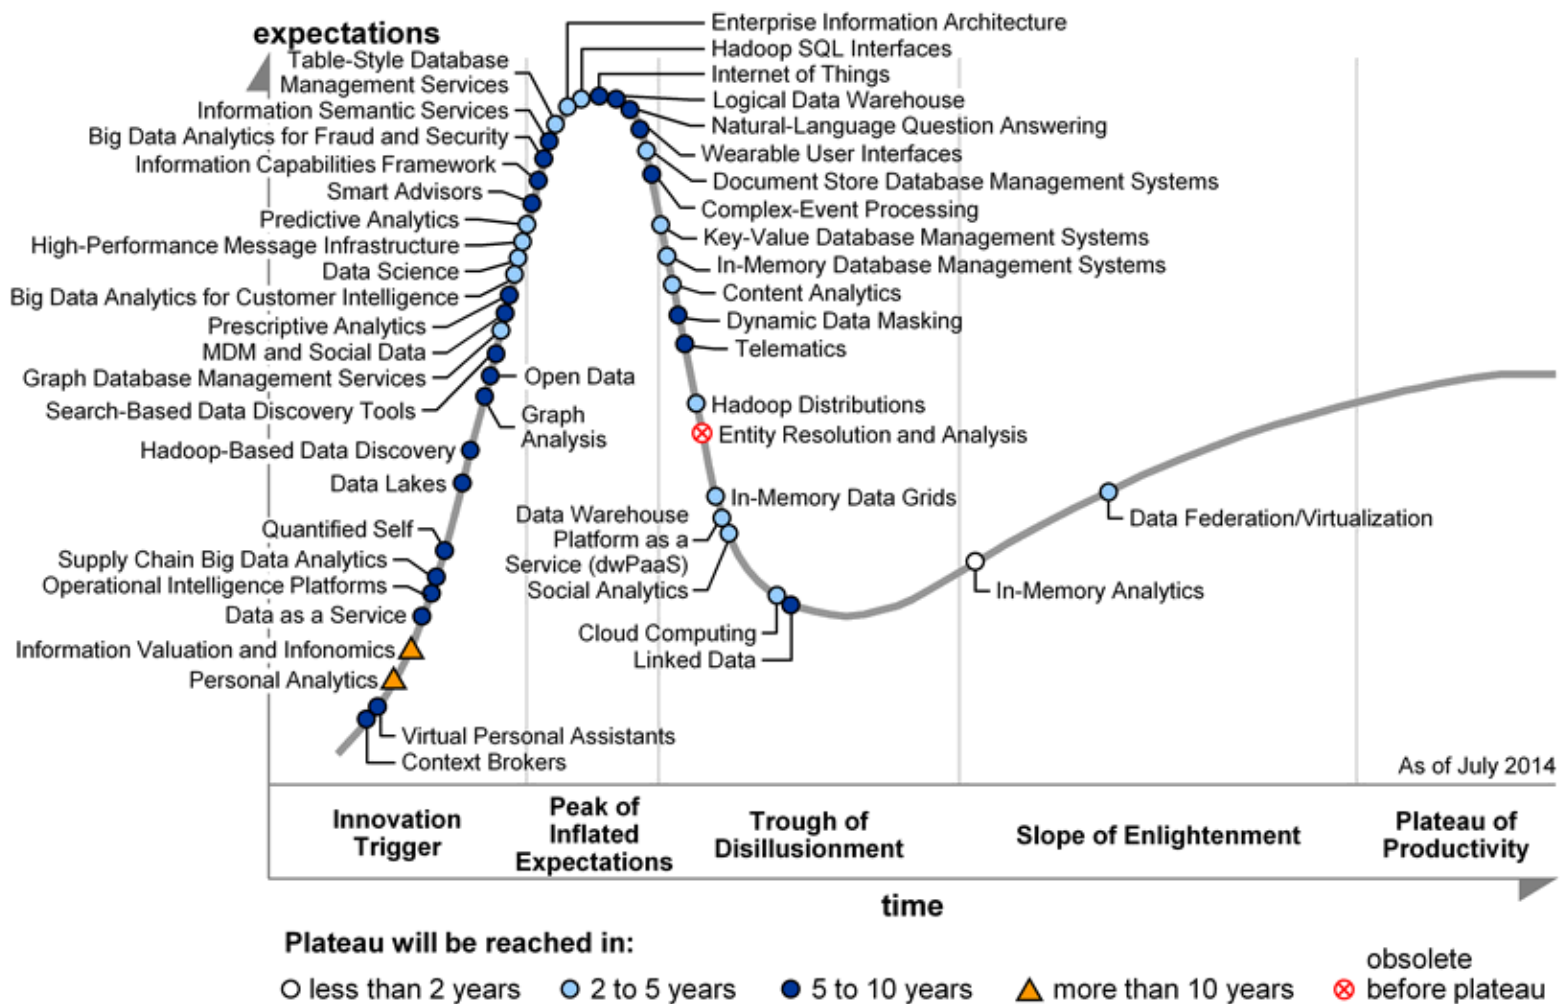 expectations
Enterprise Information Architecture
Hadoop SQL Interfaces
Table-Style Database
Management Services
Internet of Things
Logical Data Warehouse
Information Semantic Services
Natural-Language Question Answering
Big Data Analytics for Fraud and Security
Wearable User Interfaces
Information Capabilities Framework
Document Store Database Management Systems
Smart Advisors
Complex-Event Processing
Predictive Analytics
Key-Value Database Management Systems
High-Performance Message Infrastructure
In-Memory Database Management Systems
Data Science
Content Analytics
Big Data Analytics for Customer Intelligence
Dynamic Data Masking
Prescriptive Analytics
Telematics
MDM and Social Data
Graph Database Management Services
Open Data
Search-Based Data Discovery Tools
Hadoop Distributions
Graph
Analysis
Entity Resolution and Analysis
Hadoop-Based Data Discovery
Data Lakes
In-Memory Data Grids
Data Warehouse
Platform as a
Service (dwPaaS)
Data Federation/Virtualization
Quantified Self
Supply Chain Big Data Analytics
Operational Intelligence Platforms
Social Analytics
In-Memory Analytics
Data as a Service
Cloud Computing
Information Valuation and Infonomics
Linked Data
Personal Analytics
Virtual Personal Assistants
Context Brokers
As of July 2014
Innovation
Trigger
Peak of
Inflated
Expectations
Trough of
Disillusionment
Slope of Enlightenment
Plateau of
Productivity
time
Plateau will be reached in:
less than 2 years
2 to 5 years
5 to 10 years
more than 10 years
obsolete
before plateau